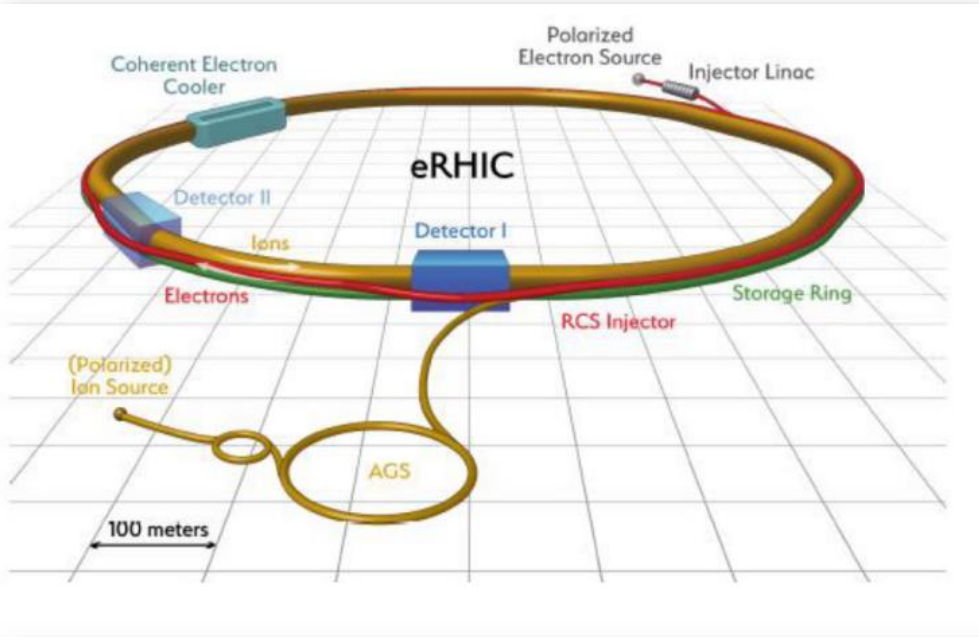 Polarized
Electron Source
Injector Linac
Coherent Electron
Cooler
eRHIC
Detector II
Detector I
Ions
Electrons
Storage Ring
RCS Injector
(Polarized)
Ion Source
AGS
100 meters